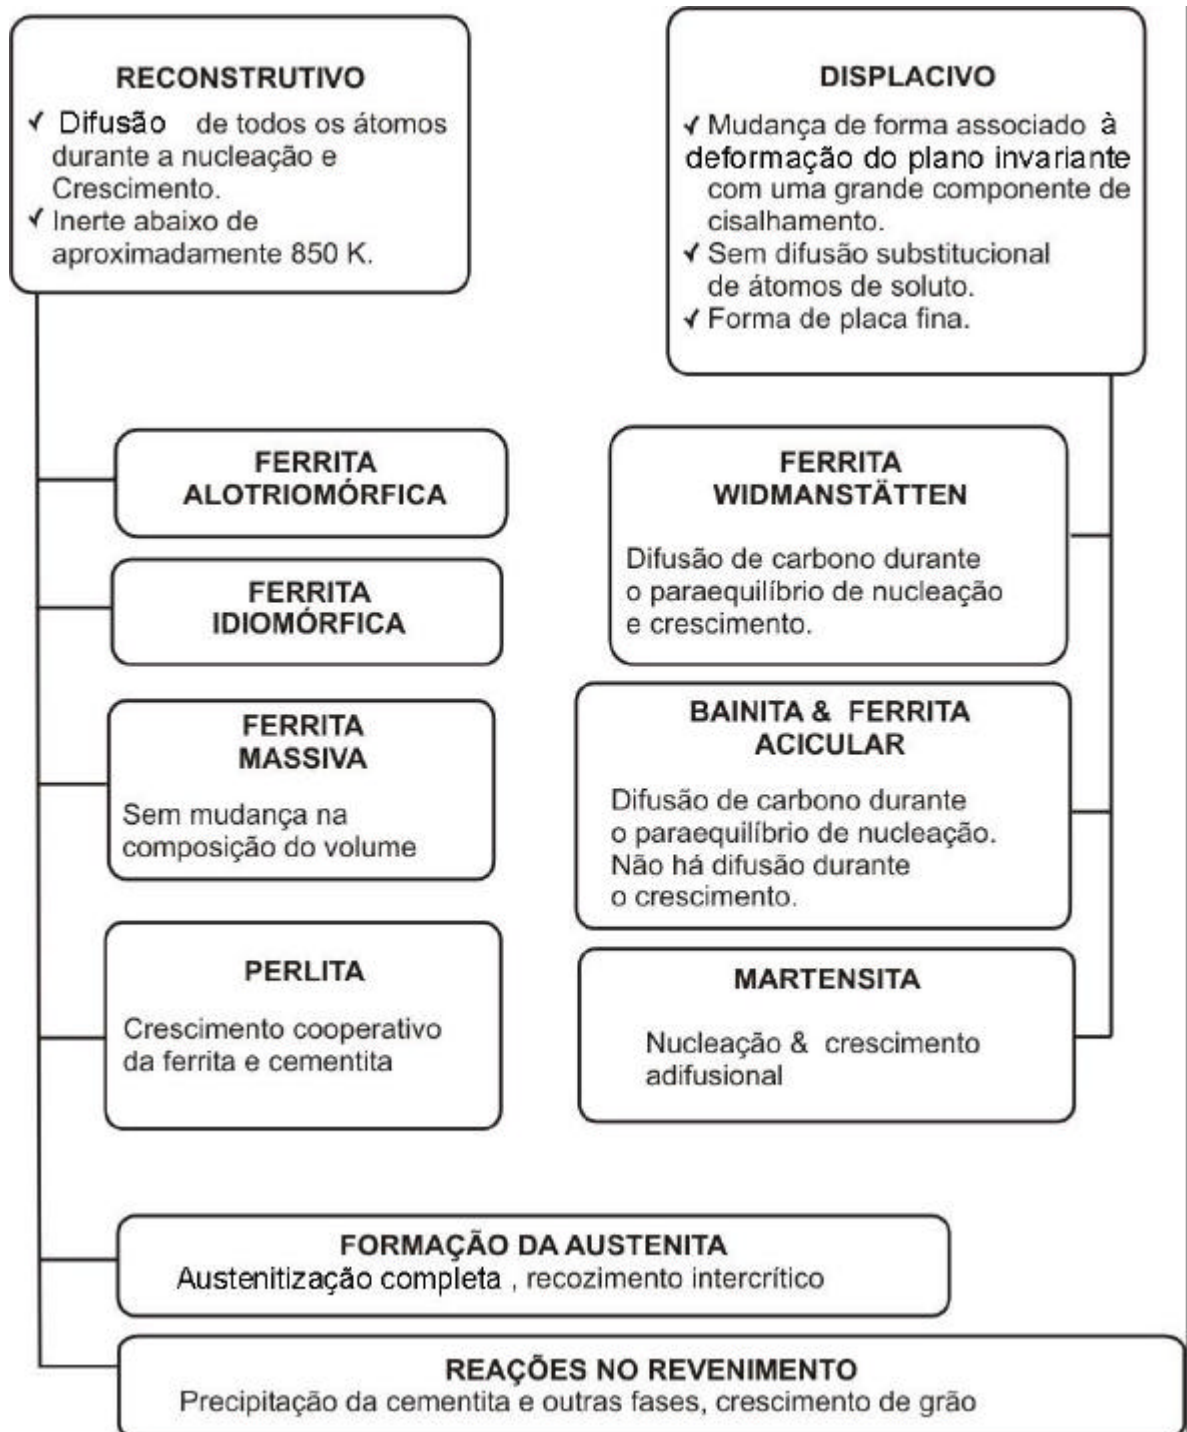 RECONSTRUTIVO
✓ Difusão de todos os átomos
durante a nucleação e
Crescimento.
✓ Inerte abaixo de
aproximadamente 850 K.
DISPLACIVO
✓ Mudança de forma associado à
deformação do plano invariante
com uma grande componente de
cisalhamento.
✓ Sem difusão substitucional
de átomos de soluto.
✓ Forma de placa fina.
FERRITA
ALOTRIOMÓRFICA
FERRITA
IDIOMÓRFICA
FERRITA
MASSIVA
Sem mudança na
composição do volume
PERLITA
Crescimento cooperativo
da ferrita e cementita
FERRITA
WIDMANSTÄTTEN
Difusão de carbono durante
o paraequilíbrio de nucleação
e crescimento.
BAINITA & FERRITA
ACICULAR
Difusão de carbono durante
o paraequilíbrio de nucleação.
Não há difusão durante
o crescimento.
MARTENSITA
Nucleação & crescimento
adifusional
FORMAÇÃO DA AUSTENITA
Austenitização completa , recozimento intercrítico
REAÇÕES NO REVENIMENTO
Precipitação da cementita e outras fases, crescimento de grão